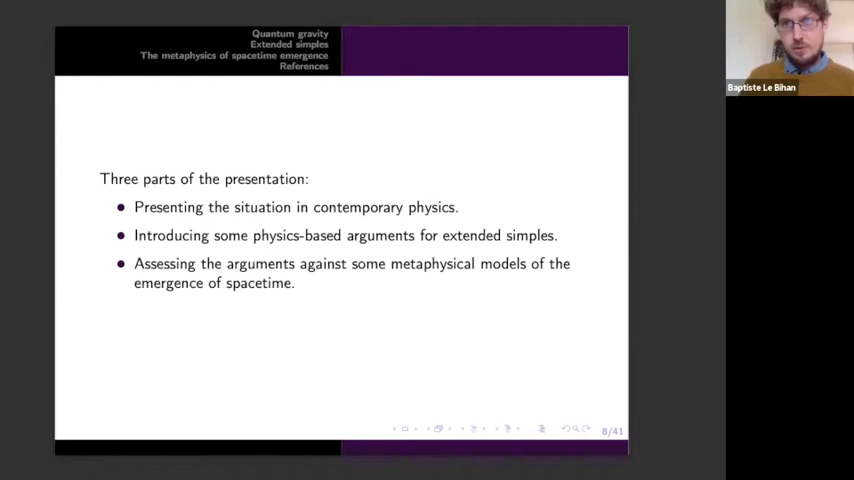 Quantum gravity
Extended simples
The metaphysics of spacetime emergence
References
Baptiste Le Bihan
Three parts of the presentation:
Presenting the situation in contemporary physics.
Introducing some physics-based arguments for extended simples.
Assessing the arguments against some metaphysical models of the
emergence of spacetime.
8/41